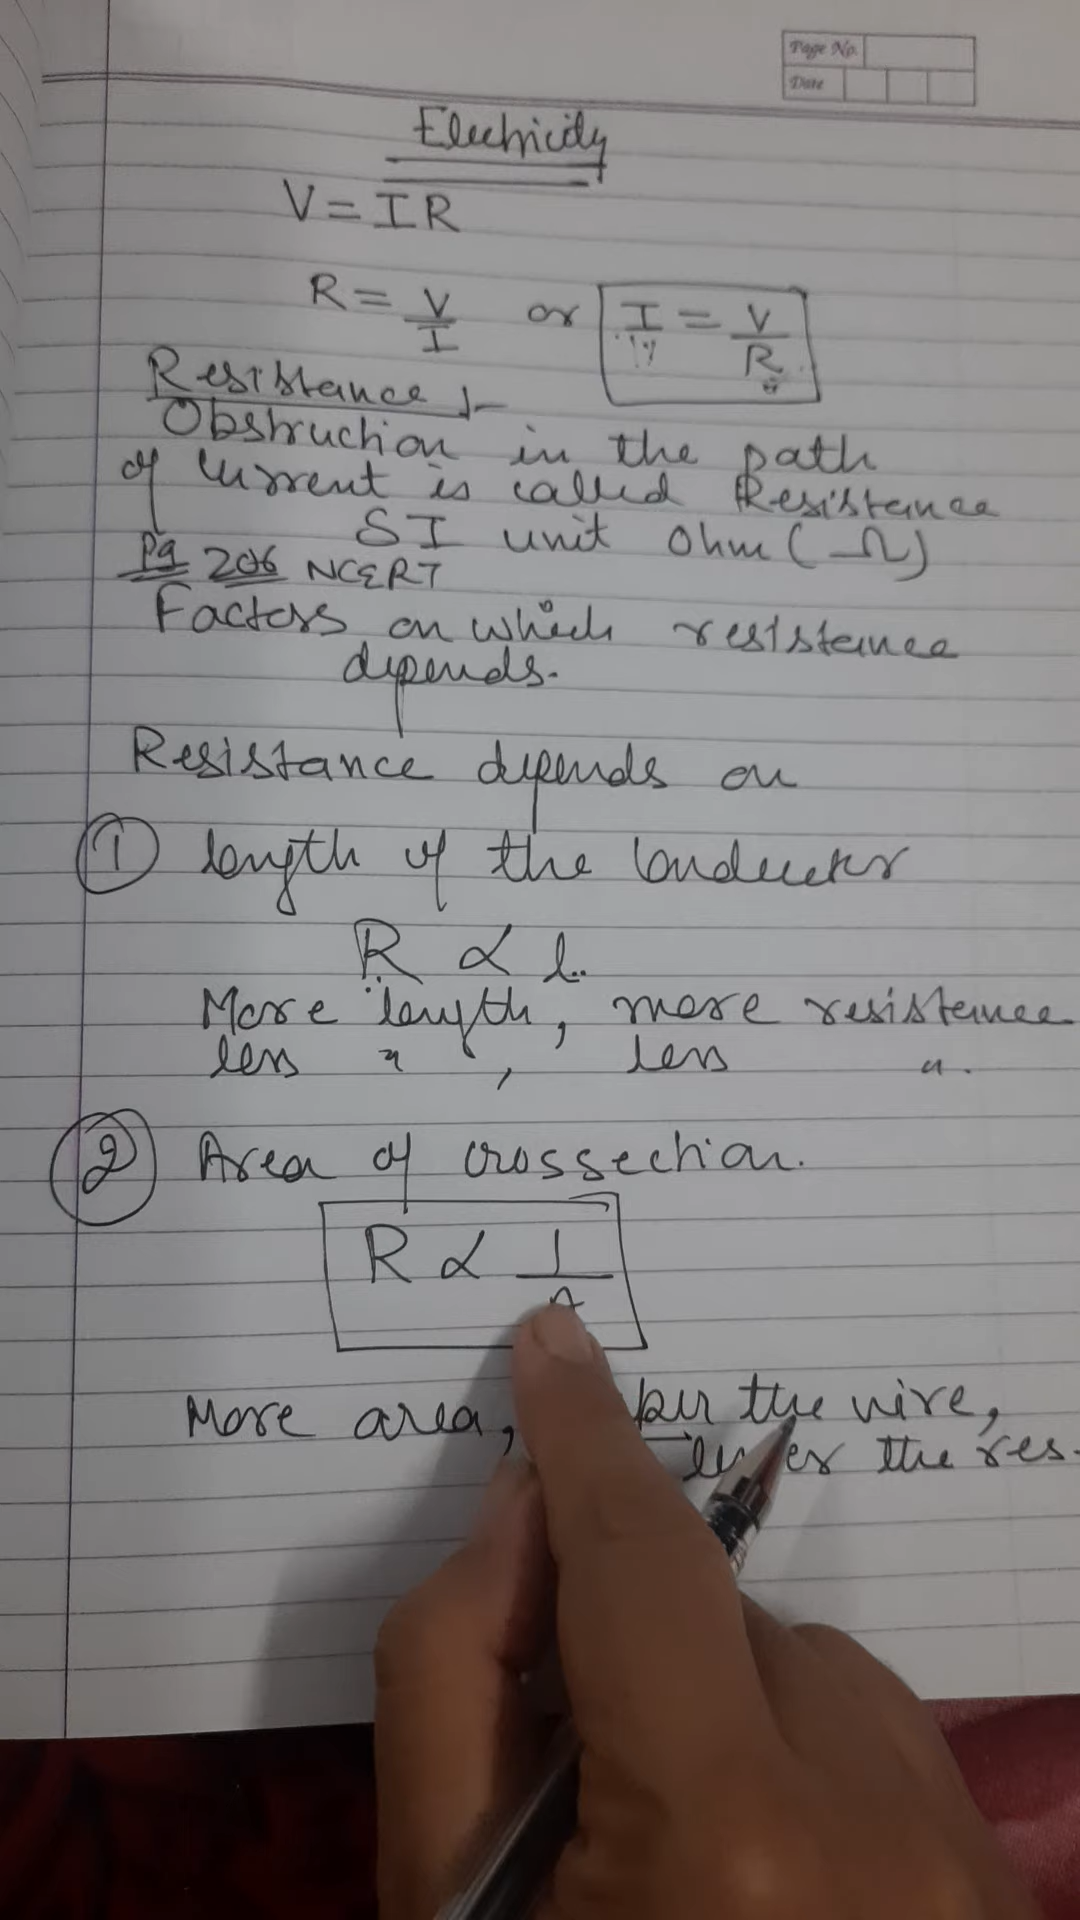 Page No.
Date
Electricity
V = IR
R = V/I or I = V/R
Resistance :-
Obstruction in the path
of current is called Resistance
SI unit Ohm (Ω)
Pg 206 NCERT
Factors on which resistance
depends.
Resistance depends on
① length of the conductor
R ∝ l
More length, more resistance
less " , less ".
② Area of crossection.
R ∝ 1/A
More area, the wire,
the res.